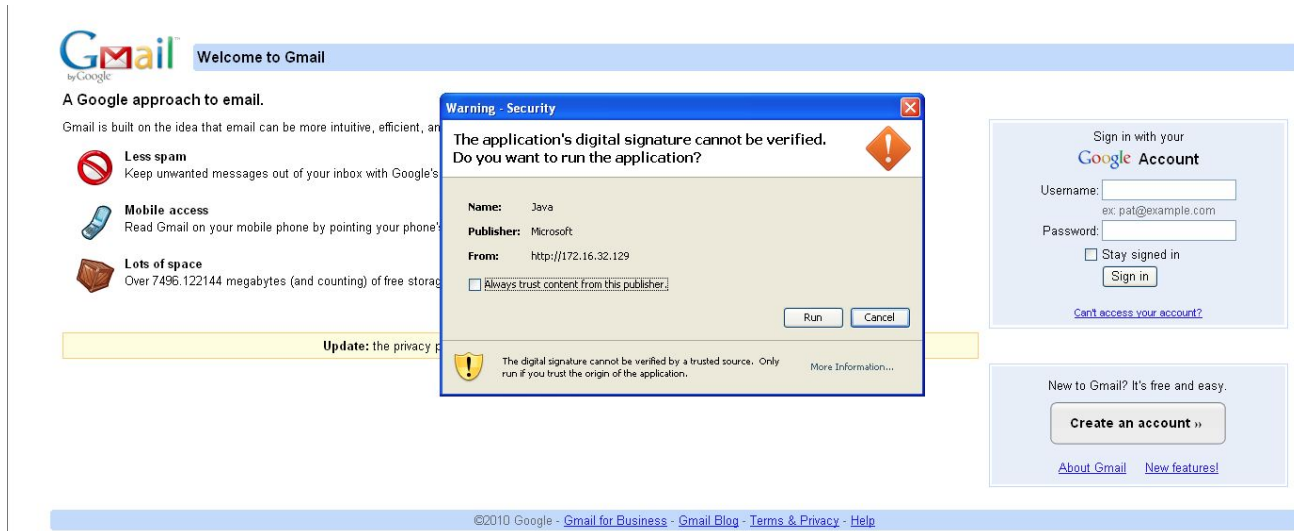 Gmail™
by Google
Welcome to Gmail
A Google approach to email.
Gmail is built on the idea that email can be more intuitive, efficient, an
Less spam
Keep unwanted messages out of your inbox with Google's
Mobile access
Read Gmail on your mobile phone by pointing your phone's
Lots of space
Over 7496.122144 megabytes (and counting) of free storag
Update: the privacy p
Warning - Security
The application's digital signature cannot be verified.
Do you want to run the application?
Name: Java
Publisher: Microsoft
From: http://172.16.32.129
Always trust content from this publisher.
Run Cancel
The digital signature cannot be verified by a trusted source. Only
run if you trust the origin of the application.
More Information...
Sign in with your
Google Account
Username:
ex: pat@example.com
Password:
Stay signed in
Sign in
Can't access your account?
New to Gmail? It's free and easy.
Create an account ››
About Gmail New features!
©2010 Google - Gmail for Business - Gmail Blog - Terms & Privacy - Help